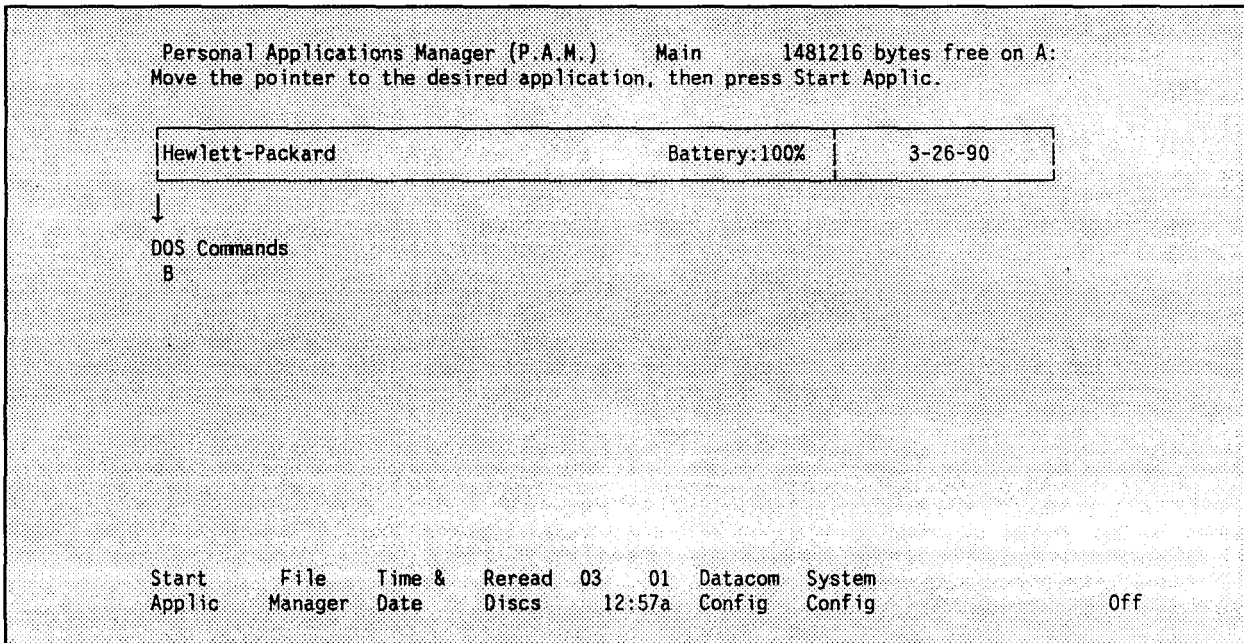 Personal Applications Manager (P.A.M.) Main 1481216 bytes free on A:
Move the pointer to the desired application, then press Start Applic.
Hewlett-Packard Battery:100% 3-26-90
DOS Commands
B
Start File Time & Reread 03 01 Datacom System
Applic Manager Date Discs 12:57a Config Config Off